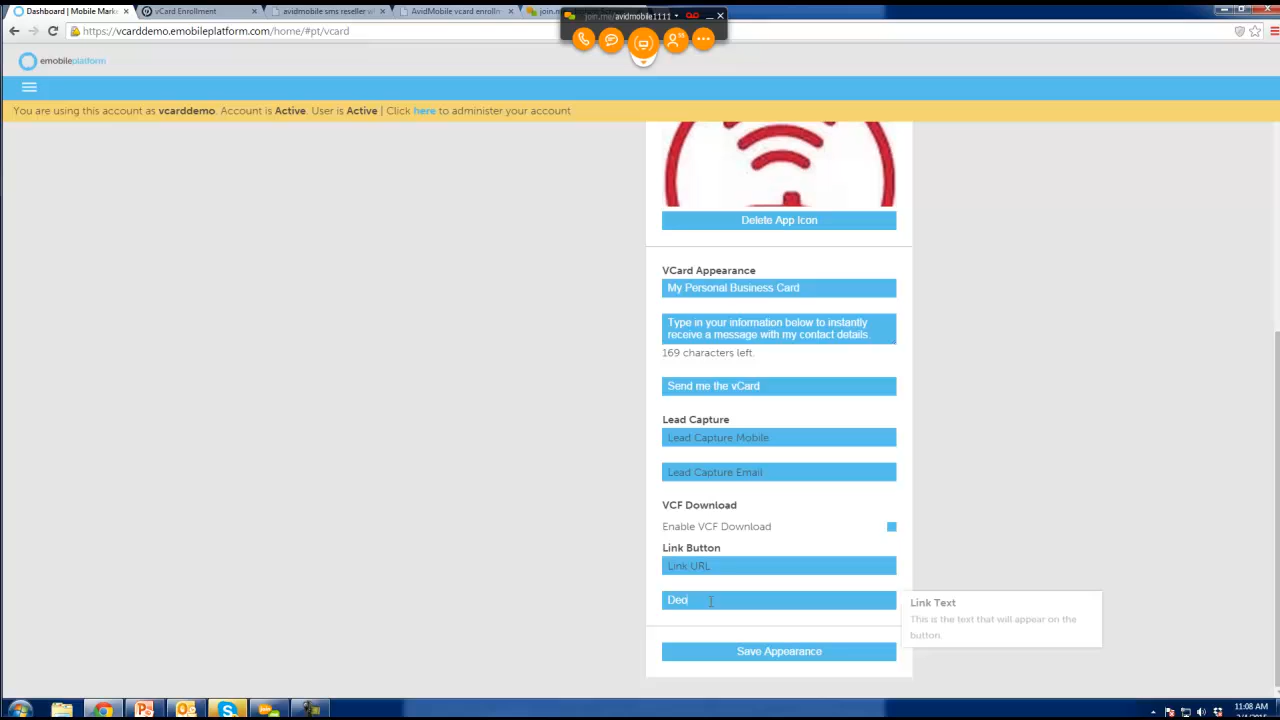 Dashboard | Mobile Mark
vCard Enrollment
avidmobile sms reseller w
AvidMobile vcard enrolln
join.m
join.me/avidmobile1111
https://vcarddemo.emobileplatform.com/home/#pt/vcard
emobileplatform
You are using this account as vcarddemo. Account is Active. User is Active | Click here to administer your account
Delete App Icon
VCard Appearance
My Personal Business Card
Type in your information below to instantly
receive a message with my contact details.
169 characters left.
Send me the vCard
Lead Capture
Lead Capture Mobile
Lead Capture Email
VCF Download
Enable VCF Download
Link Button
Link URL
Deo
Link Text
This is the text that will appear on the
button.
Save Appearance
11:08 AM